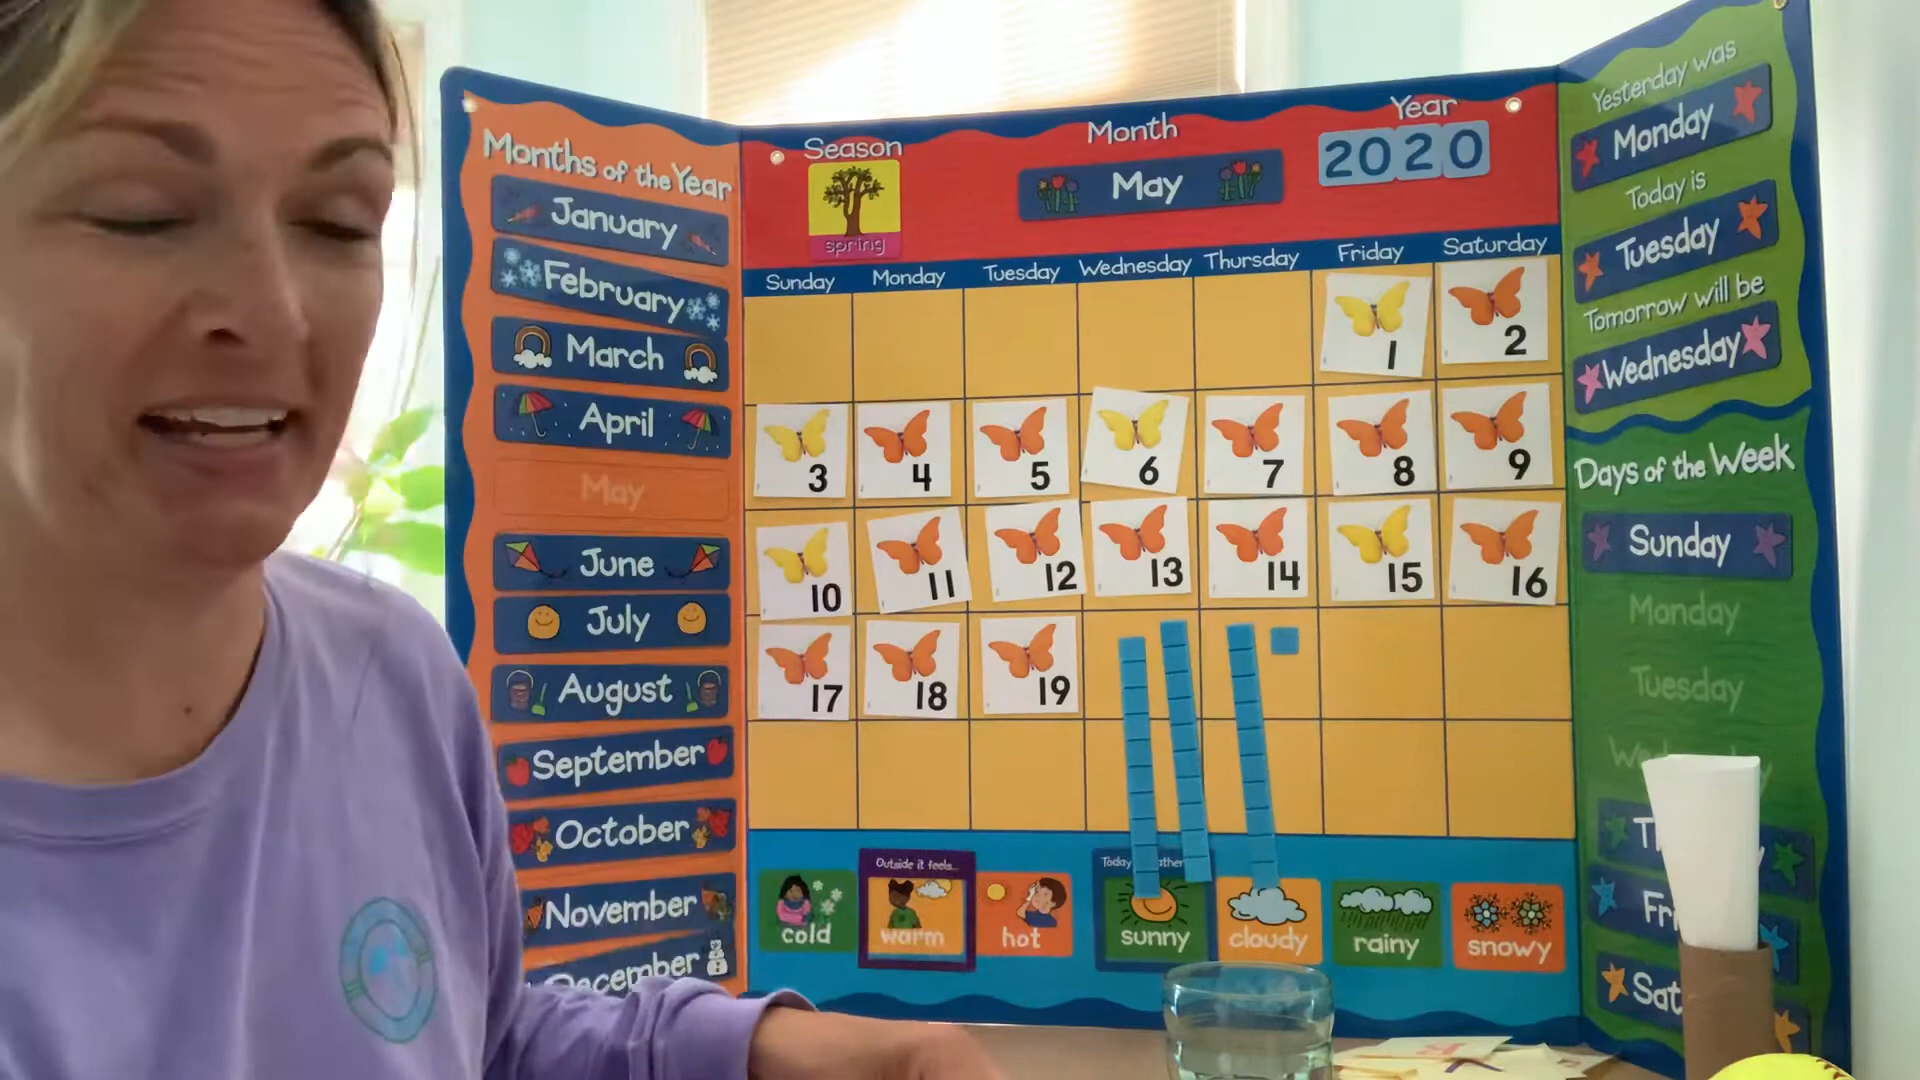 Months of the Year
January
February
March
April
May
June
July
August
September
October
November
December
Season
spring
Month
May
Year
2020
Sunday Monday Tuesday Wednesday Thursday Friday Saturday
1 2
3 4 5 6 7 8 9
10 11 12 13 14 15 16
17 18 19
Outside it feels...
cold warm hot
Today
sunny cloudy rainy snowy
Yesterday was
Monday
Today is
Tuesday
Tomorrow will be
Wednesday
Days of the Week
Sunday
Monday
Tuesday